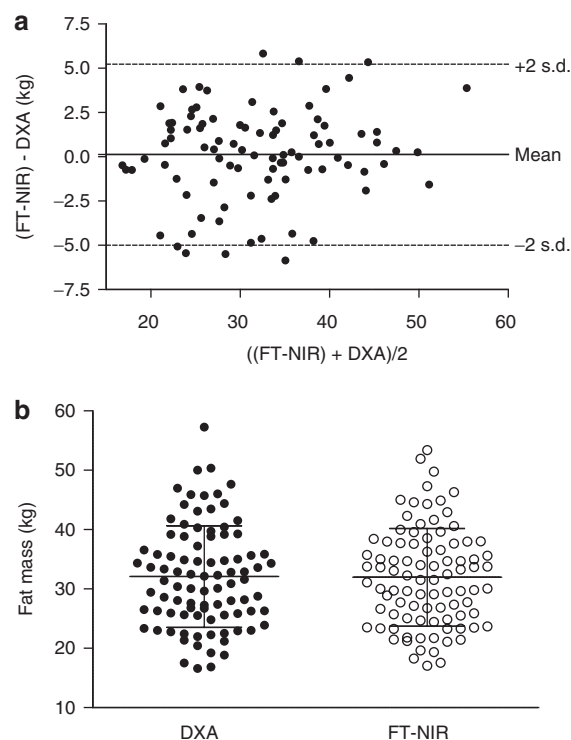 a
7.5
5.0
2.5
0.0
−2.5
−5.0
−7.5
(FT-NIR) - DXA (kg)
+2 s.d.
Mean
−2 s.d.
20 30 40 50 60
((FT-NIR) + DXA)/2
b
60
50
40
30
20
10
Fat mass (kg)
DXA FT-NIR